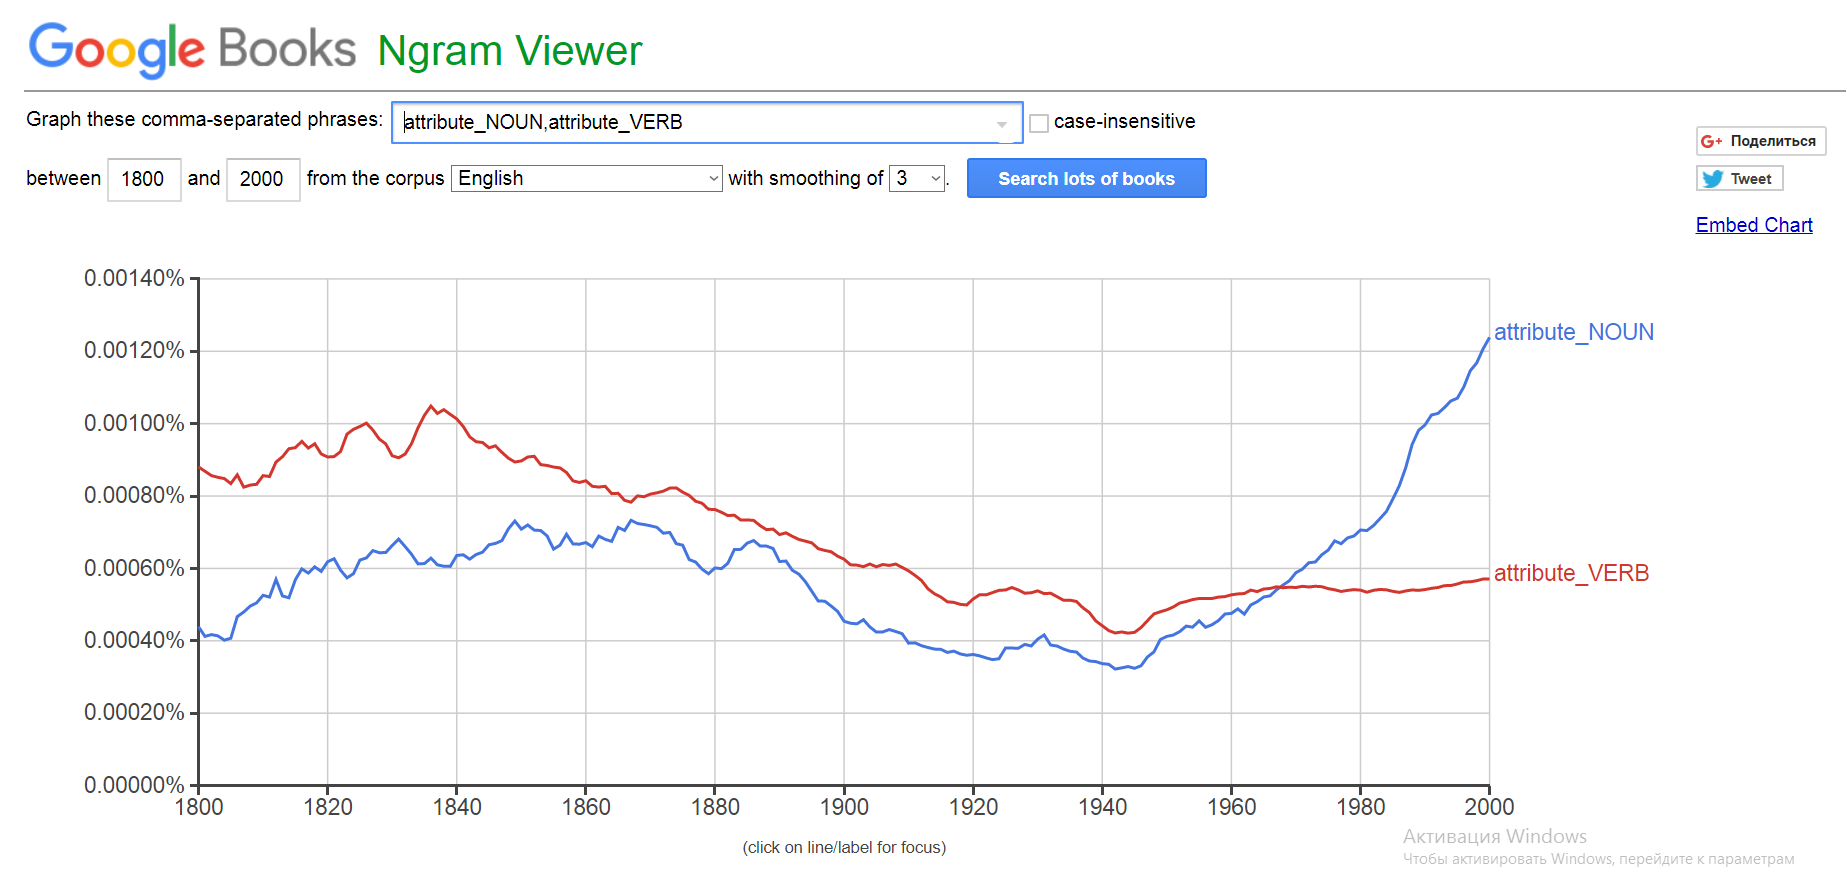 Google Books Ngram Viewer
Graph these comma-separated phrases: attribute_NOUN,attribute_VERB case-insensitive
between 1800 and 2000 from the corpus English with smoothing of 3 . Search lots of books
Поделиться
Tweet
Embed Chart
0.00140%
0.00120%
0.00100%
0.00080%
0.00060%
0.00040%
0.00020%
0.00000%
attribute_NOUN
attribute_VERB
1800 1820 1840 1860 1880 1900 1920 1940 1960 1980 2000
(click on line/label for focus)
Активация Windows
Чтобы активировать Windows, перейдите к параметрам